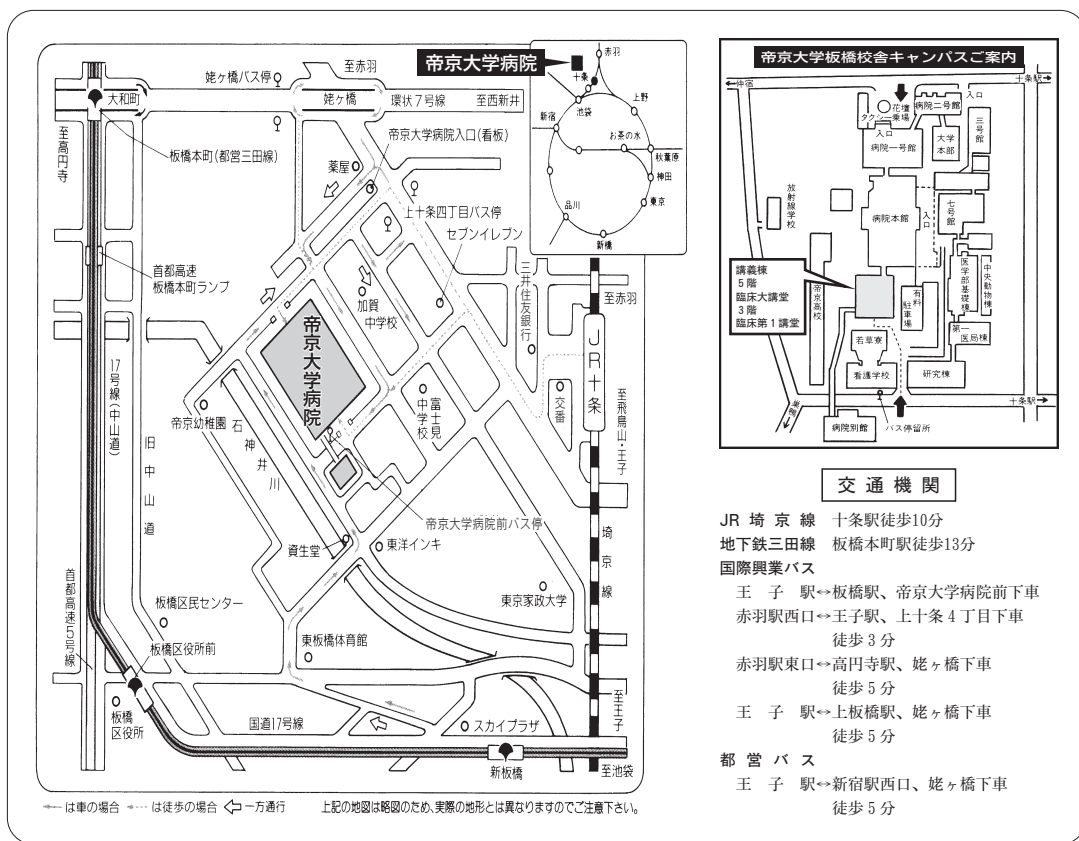 帝京大学病院
赤羽
十条
池袋
上野
新宿
お茶の水
秋葉原
神田
東京
品川
新橋
姥ヶ橋バス停
至赤羽
大和町
姥ヶ橋
環状7号線
至西新井
至高円寺
板橋本町(都営三田線)
帝京大学病院入口(看板)
薬屋
上十条四丁目バス停
セブンイレブン
首都高速
板橋本町ランプ
加賀
中学校
三井住友銀行
至赤羽
JR十条
17号線(中山道)
旧中山道
帝京大学病院
帝京幼稚園
石神井川
富士見
中学校
交番
至飛鳥山・王子
帝京大学病院前バス停
資生堂
東洋インキ
埼京線
東京家政大学
首都高速5号線
板橋区民センター
板橋区役所前
東板橋体育館
板橋
区役所
国道17号線
スカイプラザ
至王子
新板橋
至池袋
は車の場合
は徒歩の場合
一方通行
上記の地図は略図のため、実際の地形とは異なりますのでご注意下さい。
帝京大学板橋校舎キャンパスご案内
仲宿
十条駅
花壇
タクシー乗場
病院二号館
入口
入口
三号館
病院一号館
大学
本部
放射線学校
病院本館
入口
七号館
講義棟
5階
臨床大講堂
3階
臨床第1講堂
帝京高校
有料
駐車場
医学部基礎棟
中央動物棟
第一
医局棟
若草寮
看護学校
研究棟
巣鴨
十条駅
病院別館
バス停留所
交通機関
JR埼京線 十条駅徒歩10分
地下鉄三田線 板橋本町駅徒歩13分
国際興業バス
王子駅↔板橋駅、帝京大学病院前下車
赤羽駅西口↔王子駅、上十条4丁目下車
徒歩3分
赤羽駅東口↔高円寺駅、姥ヶ橋下車
徒歩5分
王子駅↔上板橋駅、姥ヶ橋下車
徒歩5分
都営バス
王子駅↔新宿駅西口、姥ヶ橋下車
徒歩5分